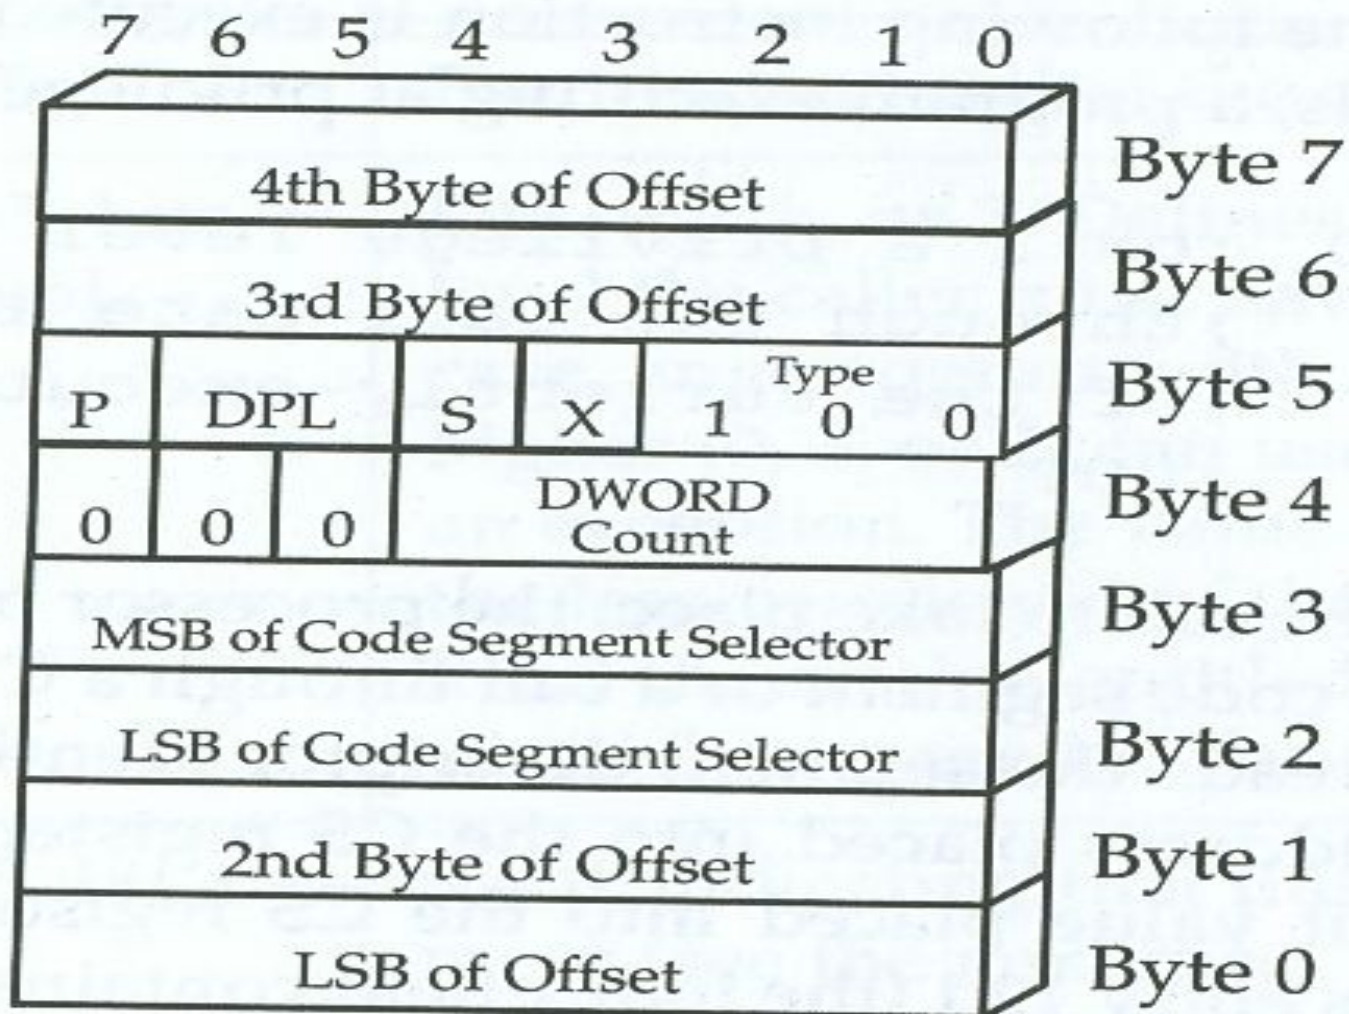 7 6 5 4 3 2 1 0
4th Byte of Offset Byte 7
3rd Byte of Offset Byte 6
Type
P DPL S X 1 0 0 Byte 5
DWORD
0 0 0 Count Byte 4
MSB of Code Segment Selector Byte 3
LSB of Code Segment Selector Byte 2
2nd Byte of Offset Byte 1
LSB of Offset Byte 0